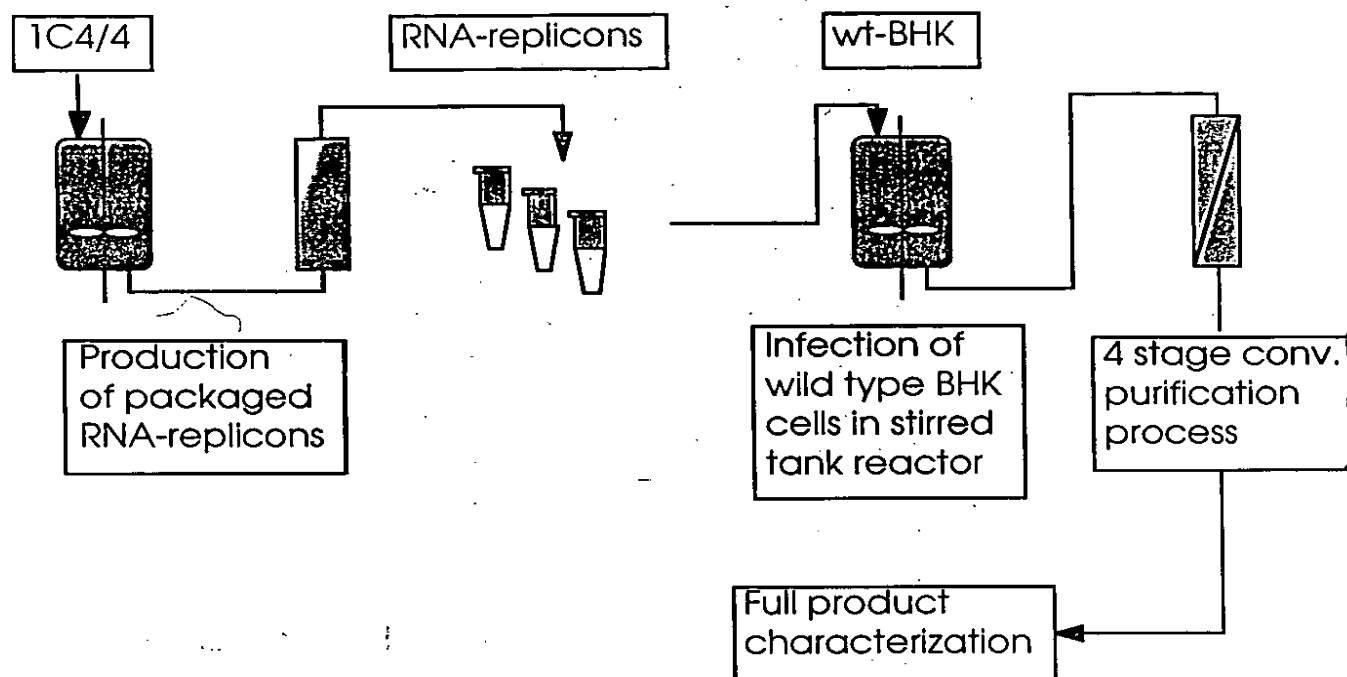 1C4/4
RNA-replicons
wt-BHK
Production
of packaged
RNA-replicons
Infection of
wild type BHK
cells in stirred
tank reactor
4 stage conv.
purification
process
Full product
characterization